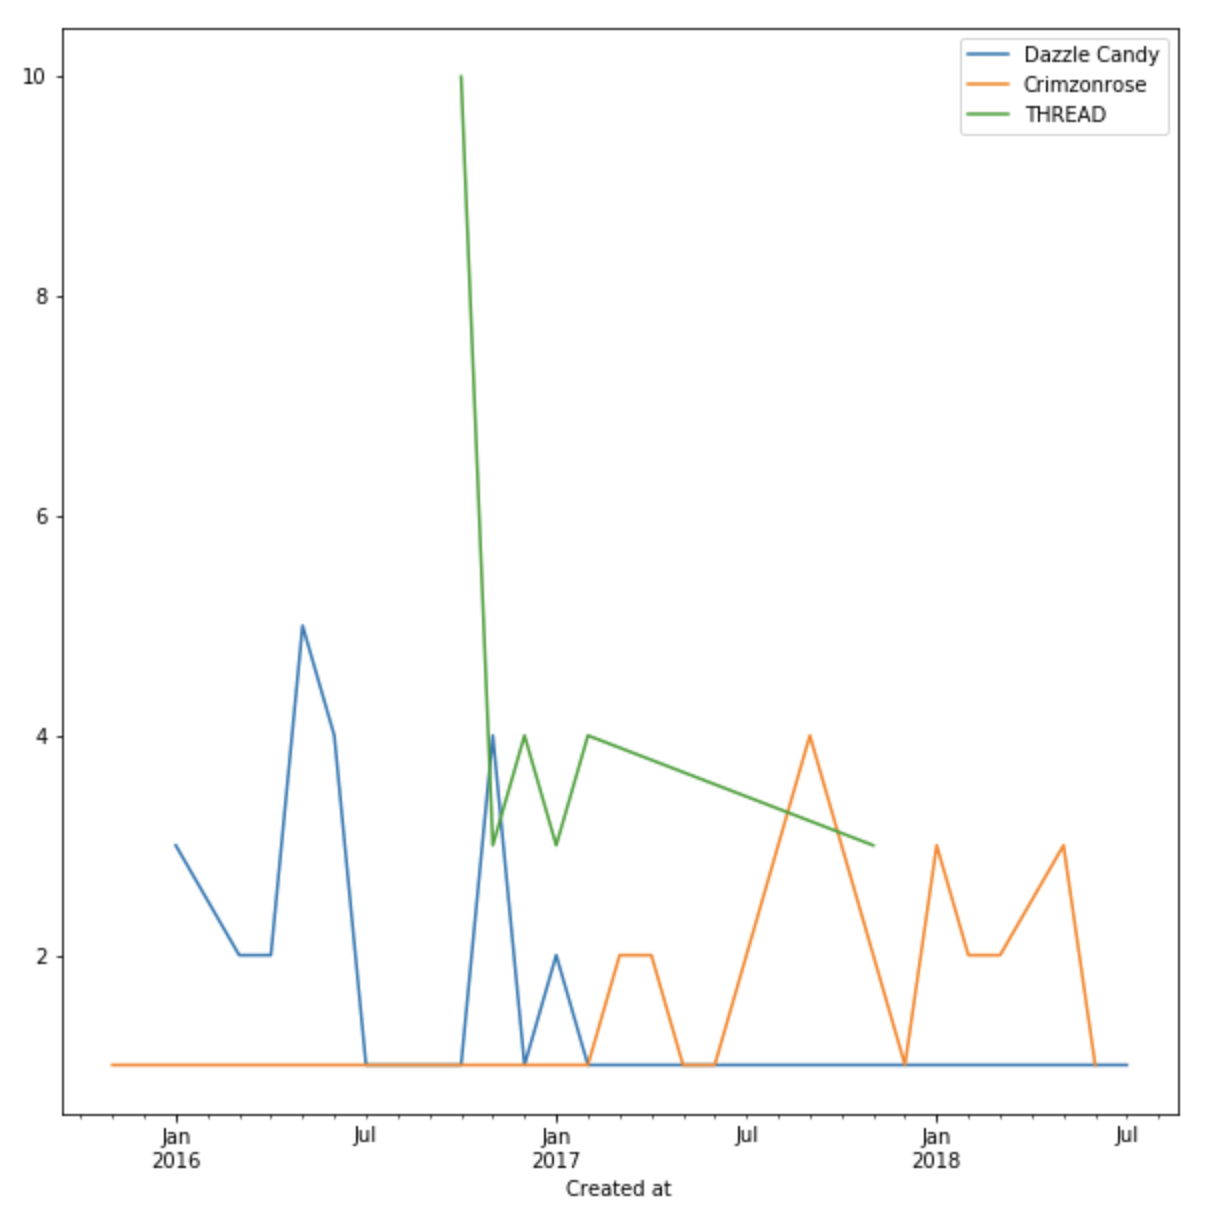 Dazzle Candy
Crimzonrose
THREAD
10
8
6
4
2
Jan Jul Jan Jul Jan Jul
2016 2017 2018
Created at